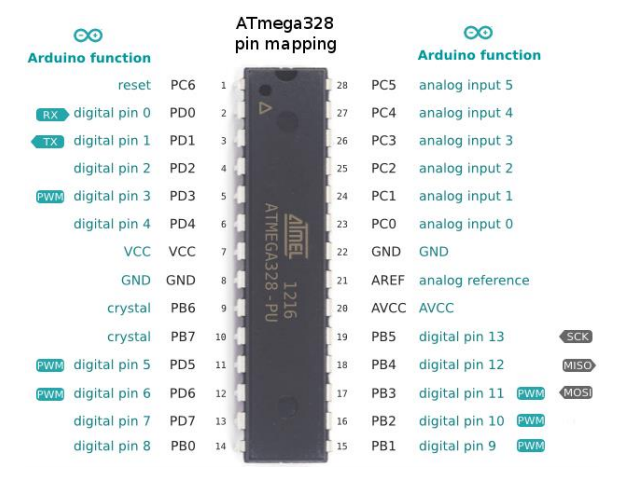 ATmega328
pin mapping
Arduino function
reset PC6 1
RX digital pin 0 PD0 2
TX digital pin 1 PD1 3
digital pin 2 PD2 4
PWM digital pin 3 PD3 5
digital pin 4 PD4 6
VCC VCC 7
GND GND 8
crystal PB6 9
crystal PB7 10
PWM digital pin 5 PD5 11
PWM digital pin 6 PD6 12
digital pin 7 PD7 13
digital pin 8 PB0 14
ATMEL
ATMEGA328-PU
1216
Arduino function
28 PC5 analog input 5
27 PC4 analog input 4
26 PC3 analog input 3
25 PC2 analog input 2
24 PC1 analog input 1
23 PC0 analog input 0
22 GND GND
21 AREF analog reference
20 AVCC AVCC
19 PB5 digital pin 13 SCK
18 PB4 digital pin 12 MISO
17 PB3 digital pin 11 PWM MOSI
16 PB2 digital pin 10 PWM
15 PB1 digital pin 9 PWM